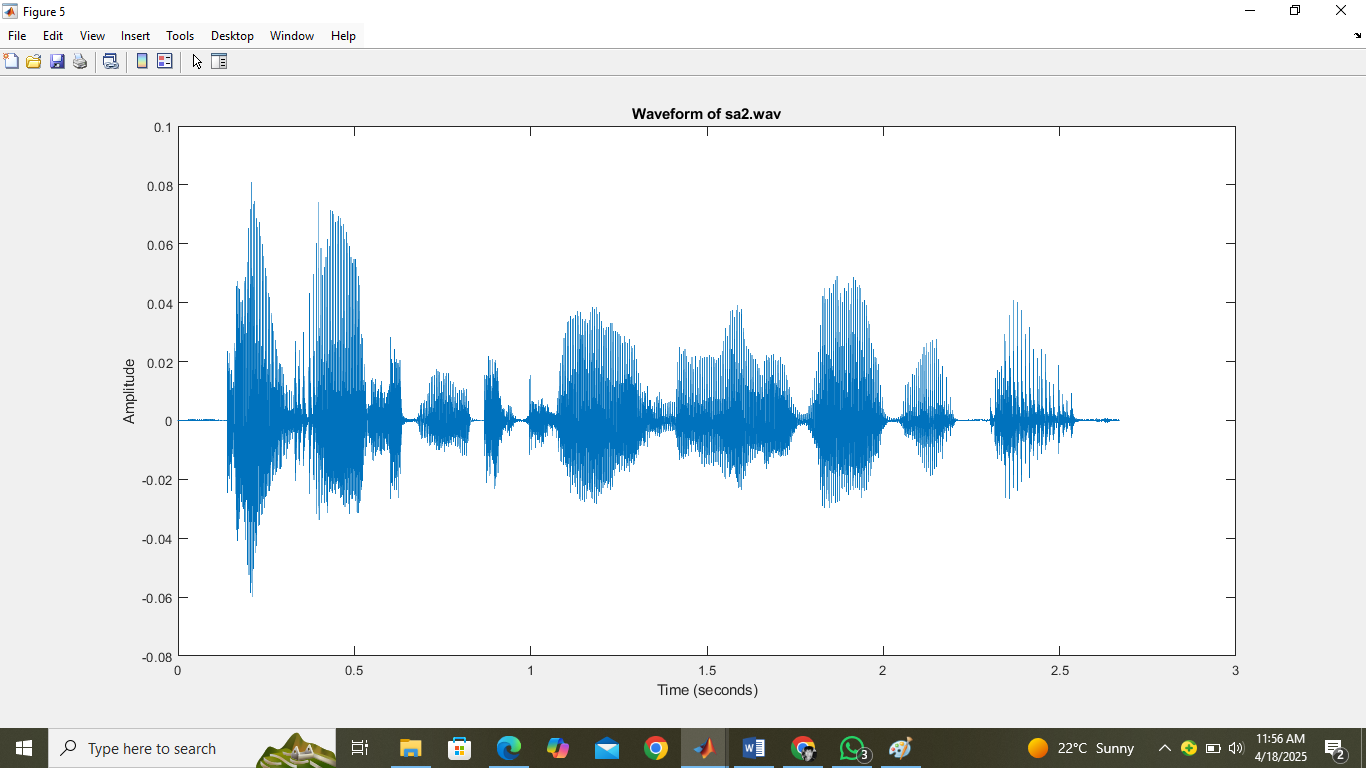 Figure 5
File Edit View Insert Tools Desktop Window Help
Waveform of sa2.wav
0.1
0.08
0.06
0.04
0.02
0
-0.02
-0.04
-0.06
-0.08
Amplitude
0 0.5 1 1.5 2 2.5 3
Time (seconds)
Type here to search
W
3
22°C Sunny
11:56 AM
4/18/2025
2